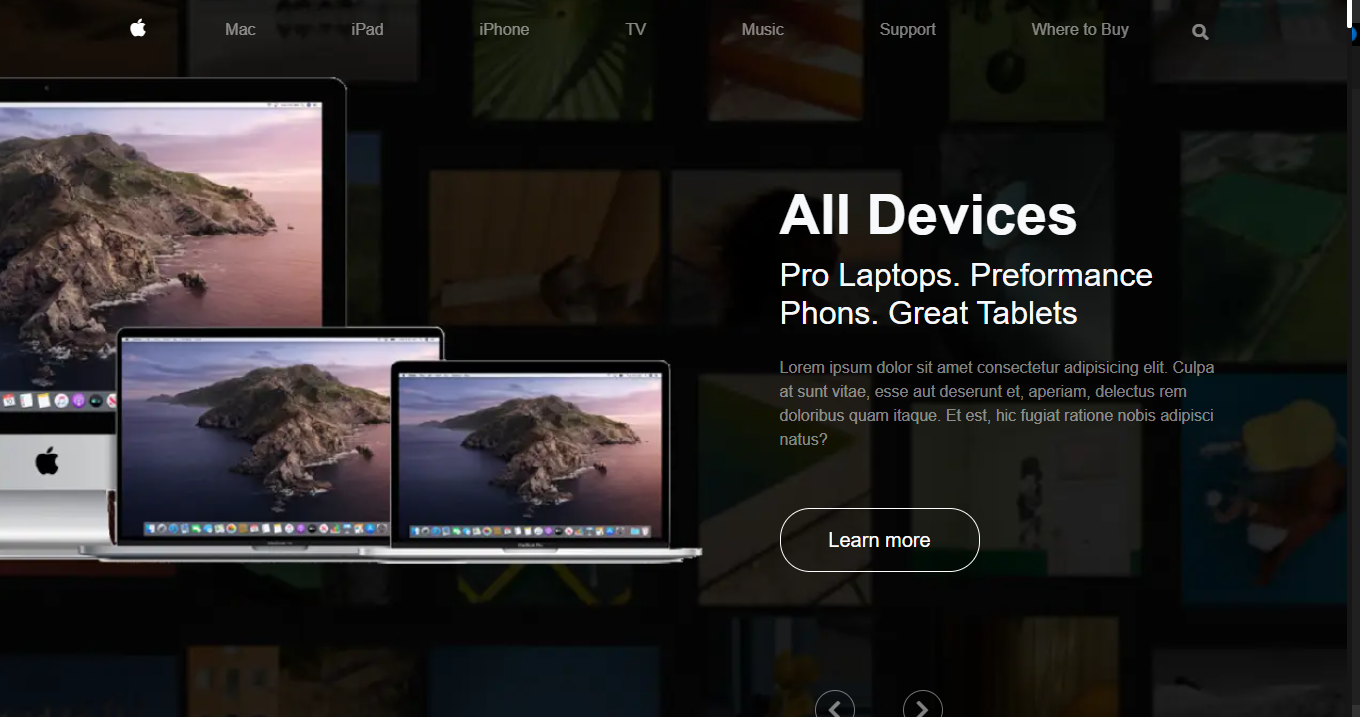 Mac iPad iPhone TV Music Support Where to Buy
All Devices
Pro Laptops. Preformance
Phons. Great Tablets
Lorem ipsum dolor sit amet consectetur adipisicing elit. Culpa
at sunt vitae, esse aut deserunt et, aperiam, delectus rem
doloribus quam itaque. Et est, hic fugiat ratione nobis adipisci
natus?
Learn more